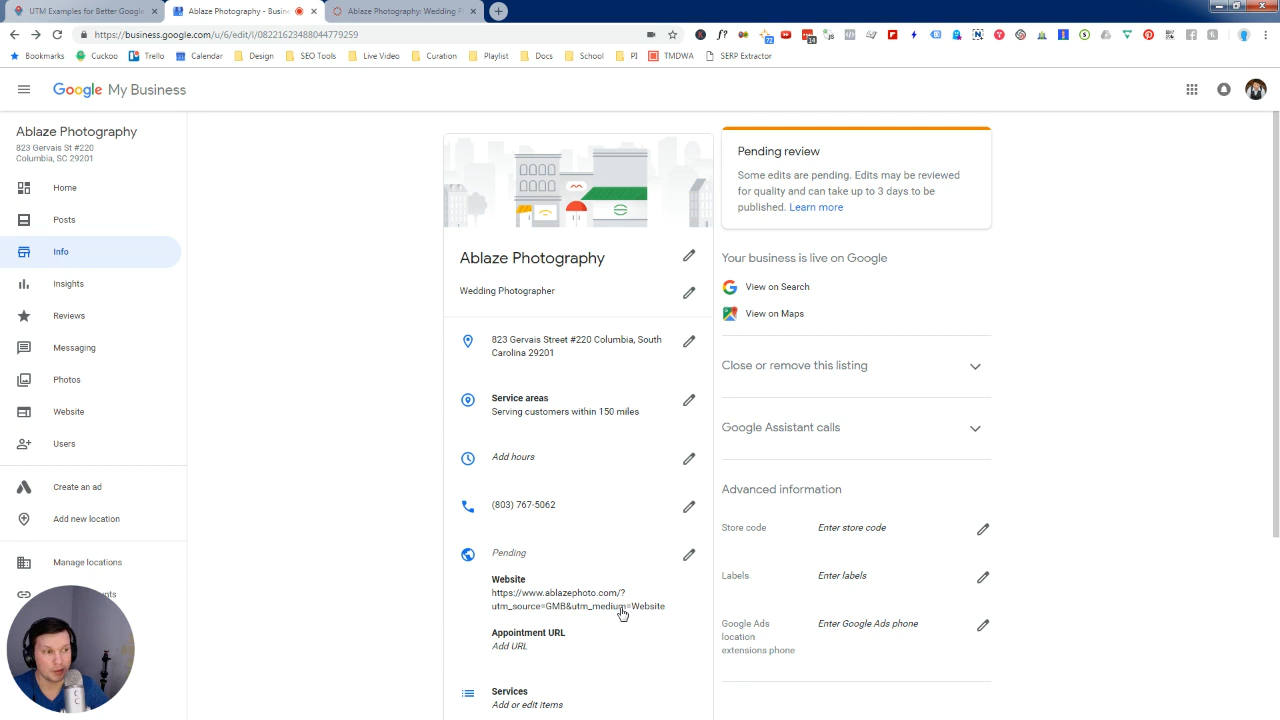 UTM Examples for Better Google
Ablaze Photography - Busin
Ablaze Photography: Wedding P
https://business.google.com/u/6/edit/l/08221623488044779259
Bookmarks
Cuckoo
Trello
Calendar
Design
SEO Tools
Live Video
Curation
Playlist
Docs
School
PI
TMDWA
SERP Extractor
Google My Business
Ablaze Photography
823 Gervais St #220
Columbia, SC 29201
Home
Posts
Info
Insights
Reviews
Messaging
Photos
Website
Users
Create an ad
Add new location
Manage locations
Ablaze Photography
Wedding Photographer
823 Gervais Street #220 Columbia, South
Carolina 29201
Service areas
Serving customers within 150 miles
Add hours
(803) 767-5062
Pending
Website
https://www.ablazephoto.com/?
utm_source=GMB&utm_medium=Website
Appointment URL
Add URL
Services
Add or edit items
Pending review
Some edits are pending. Edits may be reviewed
for quality and can take up to 3 days to be
published. Learn more
Your business is live on Google
View on Search
View on Maps
Close or remove this listing
Google Assistant calls
Advanced information
Store code
Enter store code
Labels
Enter labels
Google Ads
location
extensions phone
Enter Google Ads phone